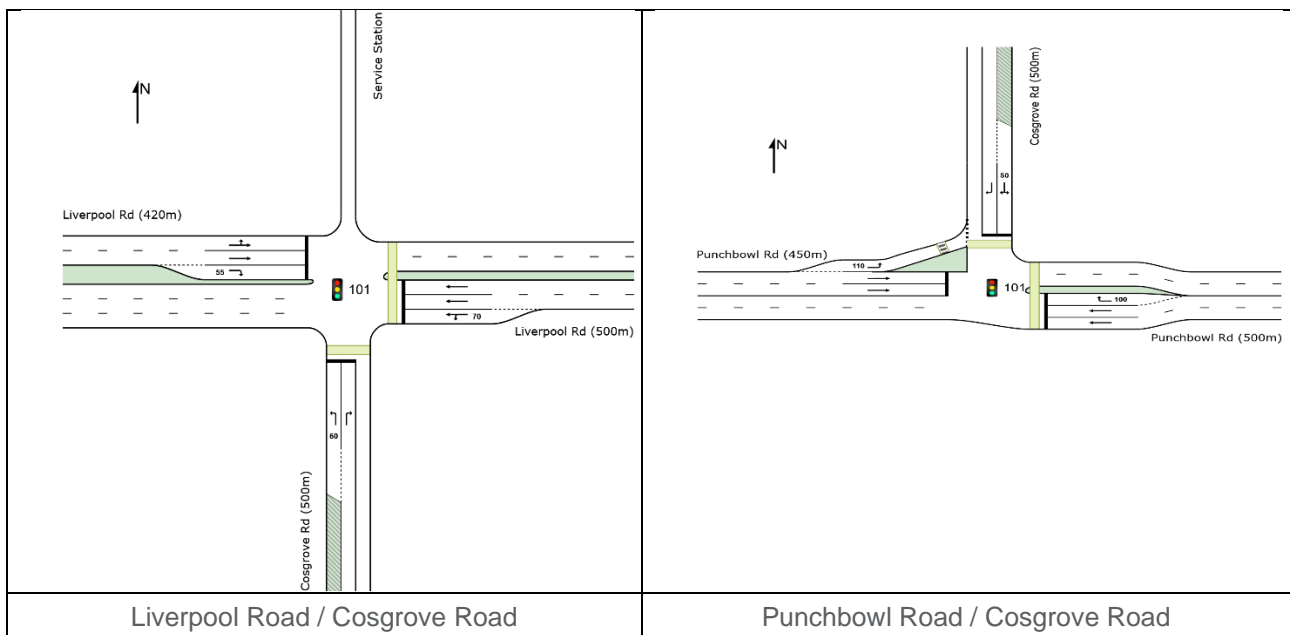 Service Station
N
Liverpool Rd (420m)
55
101
70
Liverpool Rd (500m)
60
Cosgrove Rd (500m)
Liverpool Road / Cosgrove Road
Cosgrove Rd (500m)
N
50
Punchbowl Rd (450m)
110
101
100
Punchbowl Rd (500m)
Punchbowl Road / Cosgrove Road